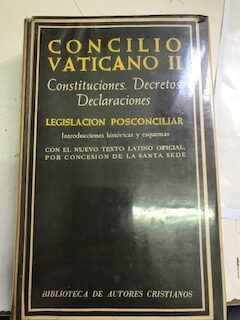 CONCILIO
VATICANO II
Constituciones. Decretos.
Declaraciones
LEGISLACION POSCONCILIAR
Introducciones históricas y esquemas
CON EL NUEVO TEXTO LATINO OFICIAL,
POR CONCESION DE LA SANTA SEDE
BIBLIOTECA DE AUTORES CRISTIANOS